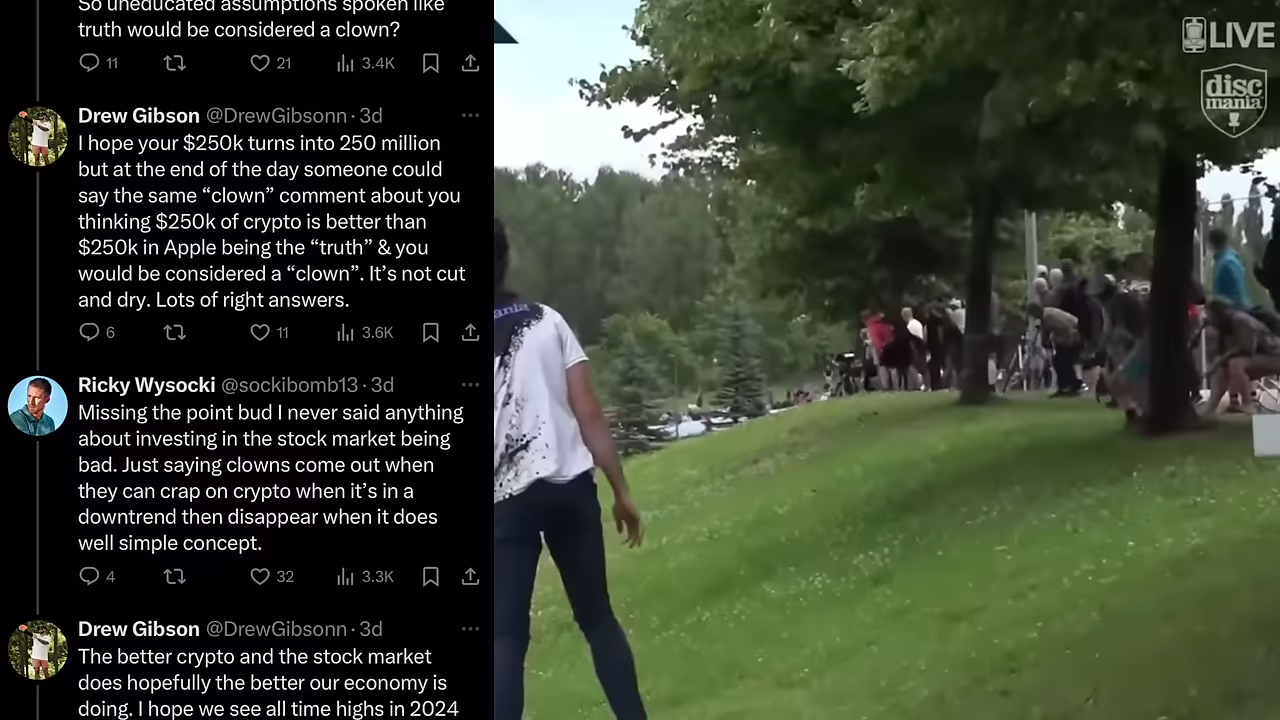 So uneducated assumptions spoken like
truth would be considered a clown?
11 21 3.4K
Drew Gibson @DrewGibsonn · 3d
I hope your $250k turns into 250 million
but at the end of the day someone could
say the same “clown” comment about you
thinking $250k of crypto is better than
$250k in Apple being the “truth” & you
would be considered a “clown”. It’s not cut
and dry. Lots of right answers.
6 11 3.6K
Ricky Wysocki @sockibomb13 · 3d
Missing the point bud I never said anything
about investing in the stock market being
bad. Just saying clowns come out when
they can crap on crypto when it’s in a
downtrend then disappear when it does
well simple concept.
4 32 3.3K
Drew Gibson @DrewGibsonn · 3d
The better crypto and the stock market
does hopefully the better our economy is
doing. I hope we see all time highs in 2024
LIVE
disc
mania